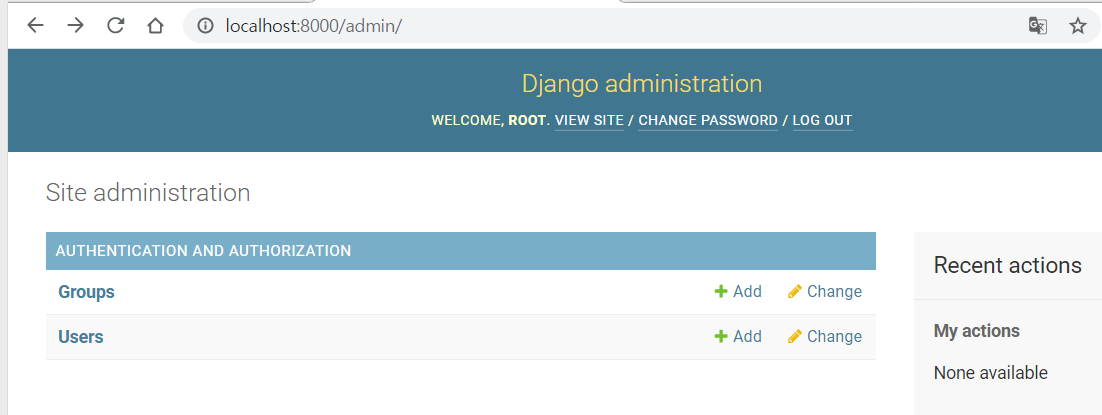 localhost:8000/admin/
Django administration
WELCOME, ROOT. VIEW SITE / CHANGE PASSWORD / LOG OUT
Site administration
AUTHENTICATION AND AUTHORIZATION
Groups Add Change
Users Add Change
Recent actions
My actions
None available